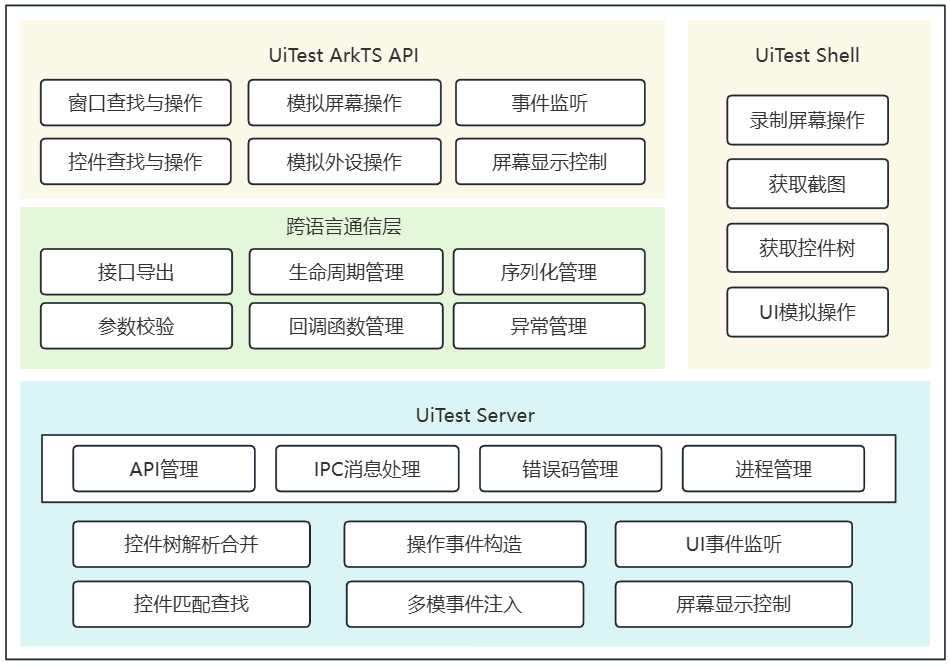 UiTest ArkTS API
窗口查找与操作
模拟屏幕操作
事件监听
控件查找与操作
模拟外设操作
屏幕显示控制
跨语言通信层
接口导出
生命周期管理
序列化管理
参数校验
回调函数管理
异常管理
UiTest Shell
录制屏幕操作
获取截图
获取控件树
UI模拟操作
UiTest Server
API管理
IPC消息处理
错误码管理
进程管理
控件树解析合并
操作事件构造
UI事件监听
控件匹配查找
多模事件注入
屏幕显示控制